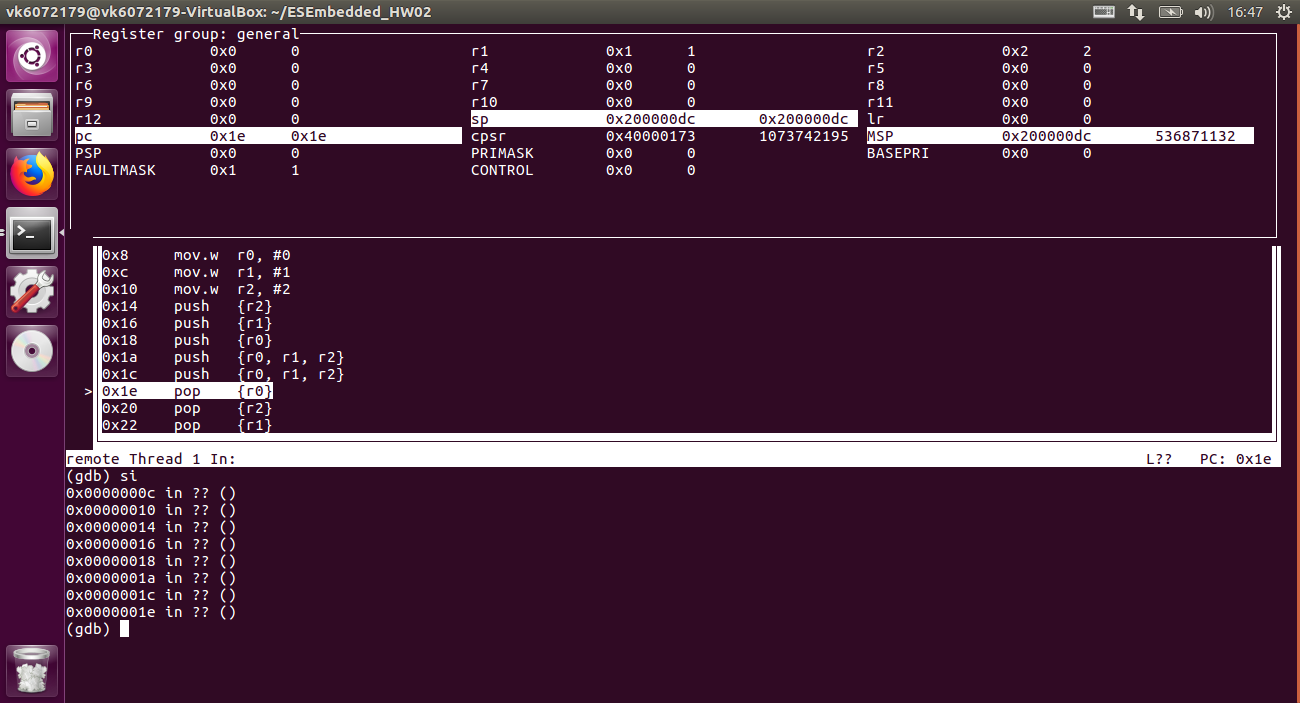 vk6072179@vk6072179-VirtualBox: ~/ESEmbedded_HW02 16:47
Register group: general
r0 0x0 0 r1 0x1 1 r2 0x2 2
r3 0x0 0 r4 0x0 0 r5 0x0 0
r6 0x0 0 r7 0x0 0 r8 0x0 0
r9 0x0 0 r10 0x0 0 r11 0x0 0
r12 0x0 0 sp 0x200000dc 0x200000dc lr 0x0 0
pc 0x1e 0x1e cpsr 0x40000173 1073742195 MSP 0x200000dc 536871132
PSP 0x0 0 PRIMASK 0x0 0 BASEPRI 0x0 0
FAULTMASK 0x1 1 CONTROL 0x0 0
0x8 mov.w r0, #0
0xc mov.w r1, #1
0x10 mov.w r2, #2
0x14 push {r2}
0x16 push {r1}
0x18 push {r0}
0x1a push {r0, r1, r2}
0x1c push {r0, r1, r2}
> 0x1e pop {r0}
0x20 pop {r2}
0x22 pop {r1}
remote Thread 1 In: L?? PC: 0x1e
(gdb) si
0x0000000c in ?? ()
0x00000010 in ?? ()
0x00000014 in ?? ()
0x00000016 in ?? ()
0x00000018 in ?? ()
0x0000001a in ?? ()
0x0000001c in ?? ()
0x0000001e in ?? ()
(gdb)